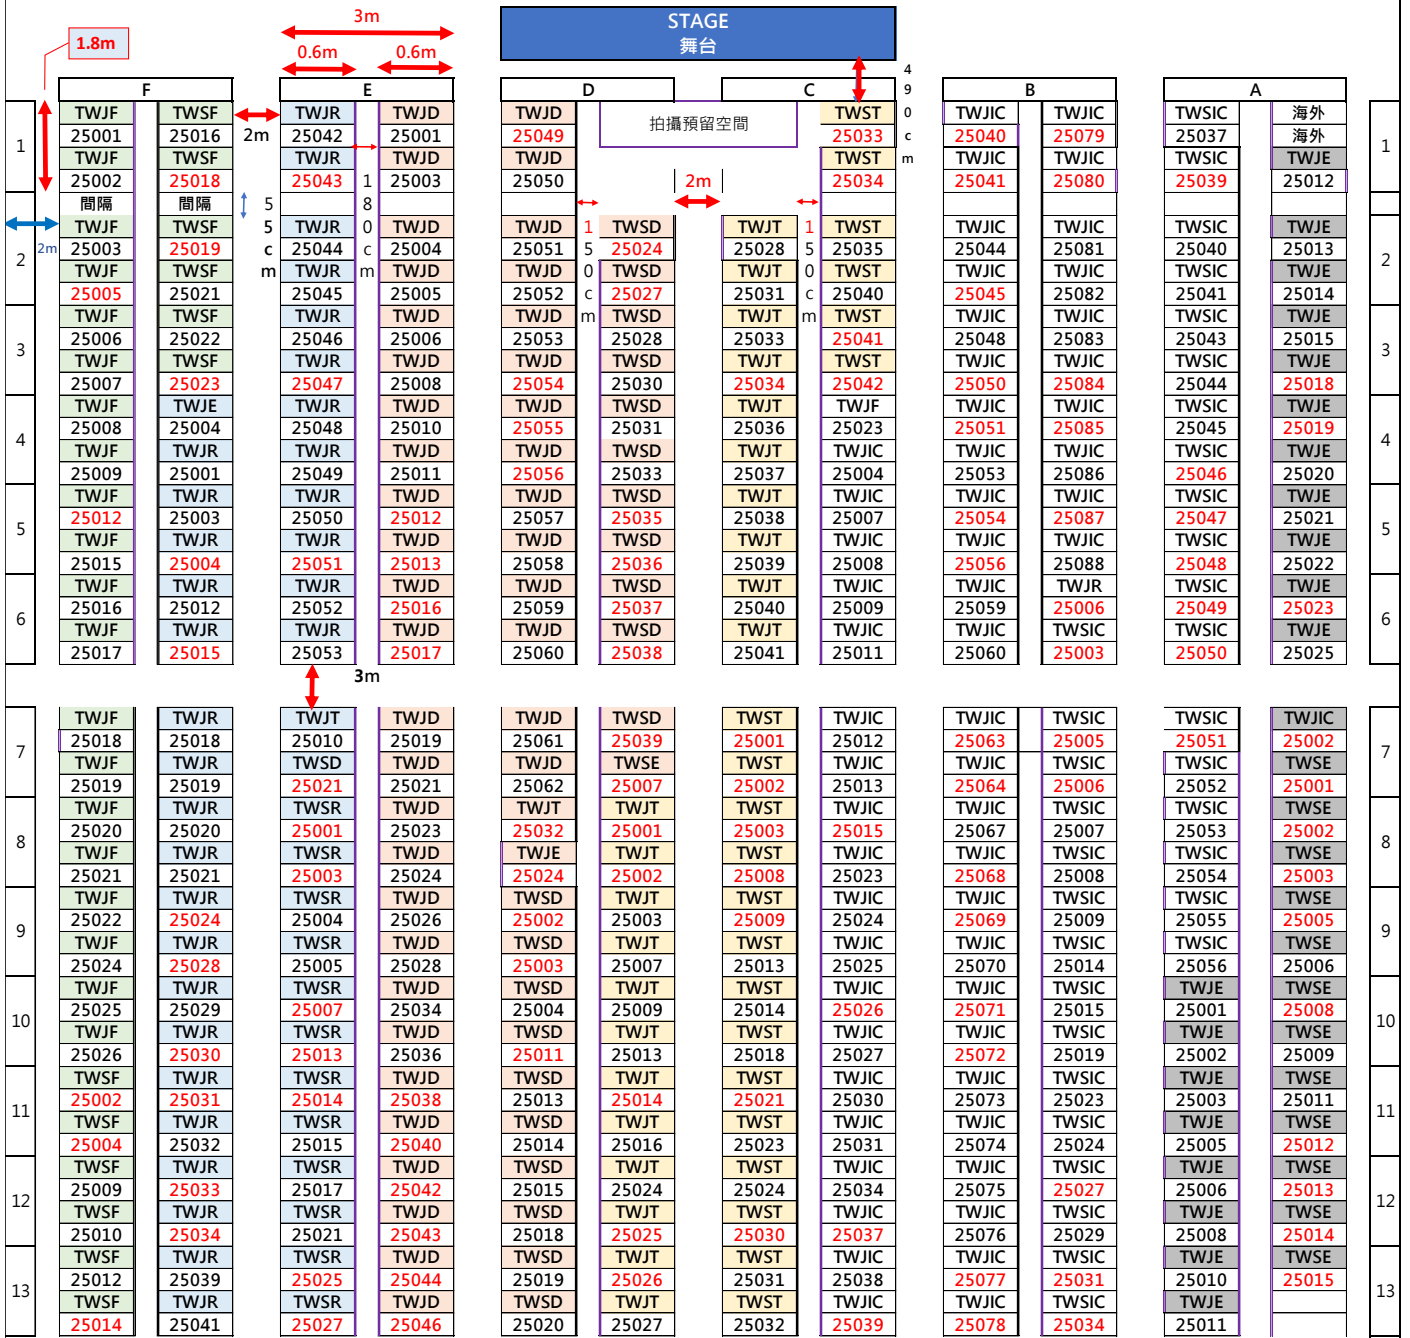 3m
STAGE
舞台
1.8m
0.6m 0.6m
490cm
F E D C B A
TWJF TWSF TWJR TWJD TWJD 拍攝預留空間 TWST TWJIC TWJIC TWSIC 海外
1 25001 25016 2m 25042 25001 25049 25033 25040 25079 25037 海外 1
TWJF TWSF TWJR TWJD TWJD TWST TWJIC TWJIC TWSIC TWJE
25002 25018 25043 25003 25050 2m 25034 25041 25080 25039 25012
間隔 間隔 55cm 180cm 150cm 150cm
TWJF TWSF TWJR TWJD TWJD TWSD TWJT TWST TWJIC TWJIC TWSIC TWJE
2 2m 25003 25019 25044 25004 25051 25024 25028 25035 25044 25081 25040 25013 2
TWJF TWSF TWJR TWJD TWJD TWSD TWJT TWST TWJIC TWJIC TWSIC TWJE
25005 25021 25045 25005 25052 25027 25031 25040 25045 25082 25041 25014
TWJF TWSF TWJR TWJD TWJD TWSD TWJT TWST TWJIC TWJIC TWSIC TWJE
3 25006 25022 25046 25006 25053 25028 25033 25041 25048 25083 25043 25015 3
TWJF TWSF TWJR TWJD TWJD TWSD TWJT TWST TWJIC TWJIC TWSIC TWJE
25007 25023 25047 25008 25054 25030 25034 25042 25050 25084 25044 25018
TWJF TWJE TWJR TWJD TWJD TWSD TWJT TWJF TWJIC TWJIC TWSIC TWJE
4 25008 25004 25048 25010 25055 25031 25036 25023 25051 25085 25045 25019 4
TWJF TWJR TWJR TWJD TWJD TWSD TWJT TWJIC TWJIC TWJIC TWSIC TWJE
25009 25001 25049 25011 25056 25033 25037 25004 25053 25086 25046 25020
TWJF TWJR TWJR TWJD TWJD TWSD TWJT TWJIC TWJIC TWJIC TWSIC TWJE
5 25012 25003 25050 25012 25057 25035 25038 25007 25054 25087 25047 25021 5
TWJF TWJR TWJR TWJD TWJD TWSD TWJT TWJIC TWJIC TWJIC TWSIC TWJE
25015 25004 25051 25013 25058 25036 25039 25008 25056 25088 25048 25022
TWJF TWJR TWJR TWJD TWJD TWSD TWJT TWJIC TWJIC TWJR TWSIC TWJE
6 25016 25012 25052 25016 25059 25037 25040 25009 25059 25006 25049 25023 6
TWJF TWJR TWJR TWJD TWJD TWSD TWJT TWJIC TWJIC TWSIC TWSIC TWJE
25017 25015 25053 25017 25060 25038 25041 25011 25060 25003 25050 25025
3m
TWJF TWJR TWJT TWJD TWJD TWSD TWST TWJIC TWJIC TWSIC TWSIC TWJIC
7 25018 25018 25010 25019 25061 25039 25001 25012 25063 25005 25051 25002 7
TWJF TWJR TWSD TWJD TWJD TWSE TWST TWJIC TWJIC TWSIC TWSIC TWSE
25019 25019 25021 25021 25062 25007 25002 25013 25064 25006 25052 25001
TWJF TWJR TWSR TWJD TWJT TWJT TWST TWJIC TWJIC TWSIC TWSIC TWSE
8 25020 25020 25001 25023 25032 25001 25003 25015 25067 25007 25053 25002 8
TWJF TWJR TWSR TWJD TWJE TWJT TWST TWJIC TWJIC TWSIC TWSIC TWSE
25021 25021 25003 25024 25024 25002 25008 25023 25068 25008 25054 25003
TWJF TWJR TWSR TWJD TWSD TWJT TWST TWJIC TWJIC TWSIC TWSIC TWSE
9 25022 25024 25004 25026 25002 25003 25009 25024 25069 25009 25055 25005 9
TWJF TWJR TWSR TWJD TWSD TWJT TWST TWJIC TWJIC TWSIC TWSIC TWSE
25024 25028 25005 25028 25003 25007 25013 25025 25070 25014 25056 25006
TWJF TWJR TWSR TWJD TWSD TWJT TWST TWJIC TWJIC TWSIC TWJE TWSE
10 25025 25029 25007 25034 25004 25009 25014 25026 25071 25015 25001 25008 10
TWJF TWJR TWSR TWJD TWSD TWJT TWST TWJIC TWJIC TWSIC TWJE TWSE
25026 25030 25013 25036 25011 25013 25018 25027 25072 25019 25002 25009
TWSF TWJR TWSR TWJD TWSD TWJT TWST TWJIC TWJIC TWSIC TWJE TWSE
11 25002 25031 25014 25038 25013 25014 25021 25030 25073 25023 25003 25011 11
TWSF TWJR TWSR TWJD TWSD TWJT TWST TWJIC TWJIC TWSIC TWJE TWSE
25004 25032 25015 25040 25014 25016 25023 25031 25074 25024 25005 25012
TWSF TWJR TWSR TWJD TWSD TWJT TWST TWJIC TWJIC TWSIC TWJE TWSE
12 25009 25033 25017 25042 25015 25024 25024 25034 25075 25027 25006 25013 12
TWSF TWJR TWSR TWJD TWSD TWJT TWST TWJIC TWJIC TWSIC TWJE TWSE
25010 25034 25021 25043 25018 25025 25030 25037 25076 25029 25008 25014
TWSF TWJR TWSR TWJD TWSD TWJT TWST TWJIC TWJIC TWSIC TWJE TWSE
13 25012 25039 25025 25044 25019 25026 25031 25038 25077 25031 25010 25015 13
TWSF TWJR TWSR TWJD TWSD TWJT TWST TWJIC TWJIC TWSIC TWJE
25014 25041 25027 25046 25020 25027 25032 25039 25078 25034 25011